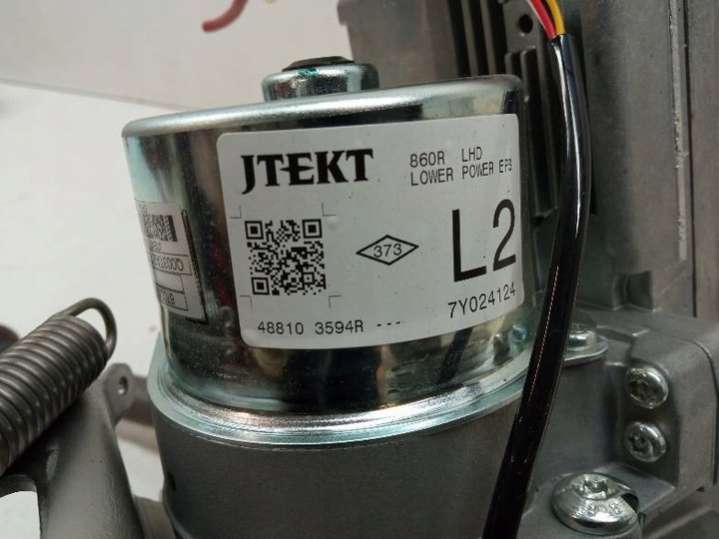 JTEKT
860R LHD
LOWER POWER EPS
373
L2
48810 3594R ---
7Y024124